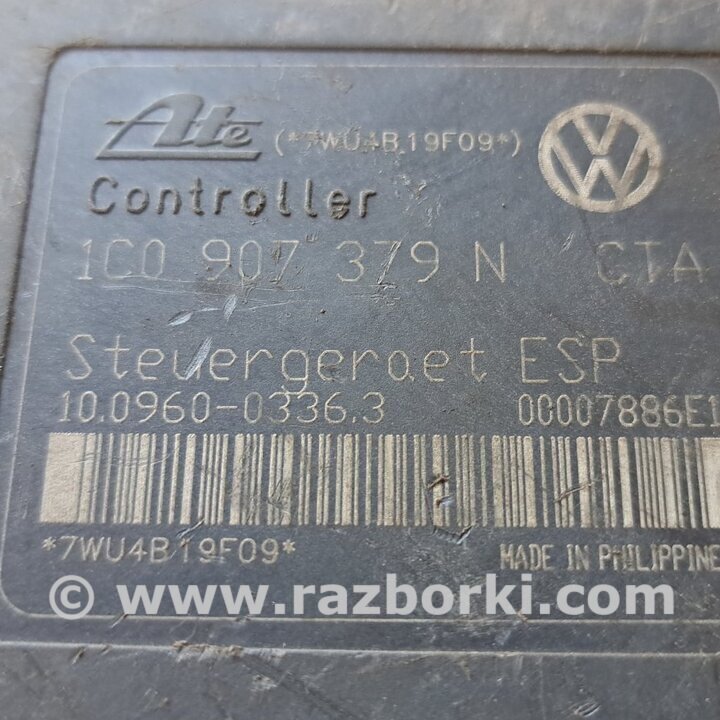 Ate (*7WU4B19F09*)
Controller
1C0 907 379 N CTA
Steuergeraet ESP
10.0960-0336.3 00007886E1
*7WU4B19F09* MADE IN PHILIPPINE
© www.razborki.com